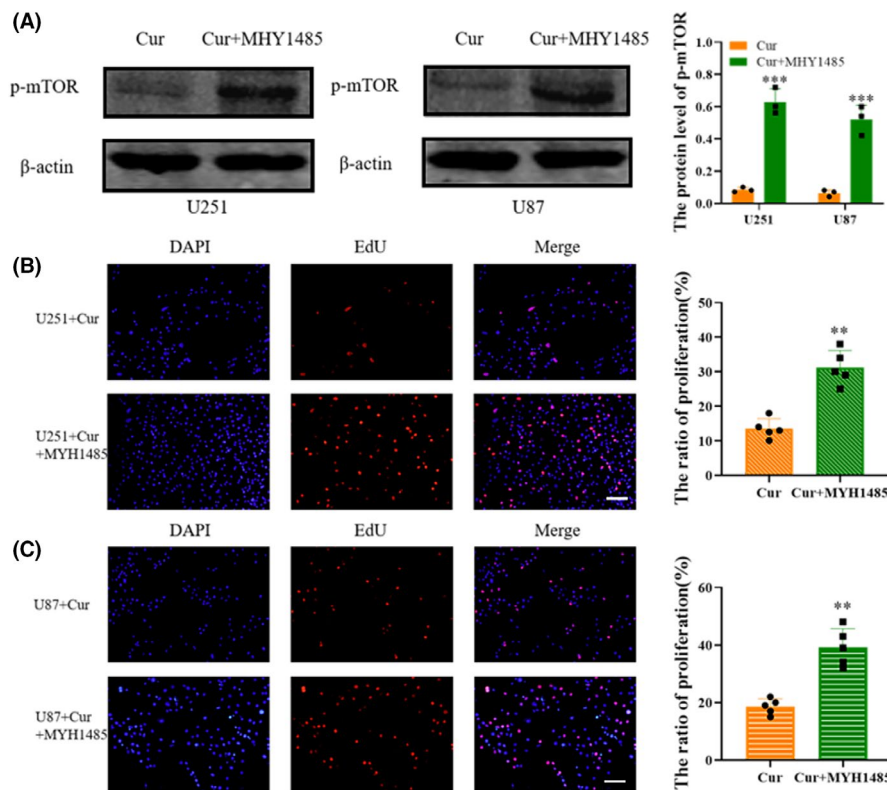 (A)
Cur Cur+MHY1485
p-mTOR
β-actin
U251
Cur Cur+MHY1485
p-mTOR
β-actin
U87
The protein level of p-mTOR
1.0
0.8
0.6
0.4
0.2
0.0
Cur
Cur+MHY1485
***
***
U251 U87
(B)
DAPI EdU Merge
U251+Cur
U251+Cur
+MYH1485
The ratio of proliferation(%)
50
40
30
20
10
0
**
Cur Cur+MYH1485
(C)
DAPI EdU Merge
U87+Cur
U87+Cur
+MYH1485
The ratio of proliferation(%)
60
40
20
0
**
Cur Cur+MYH1485